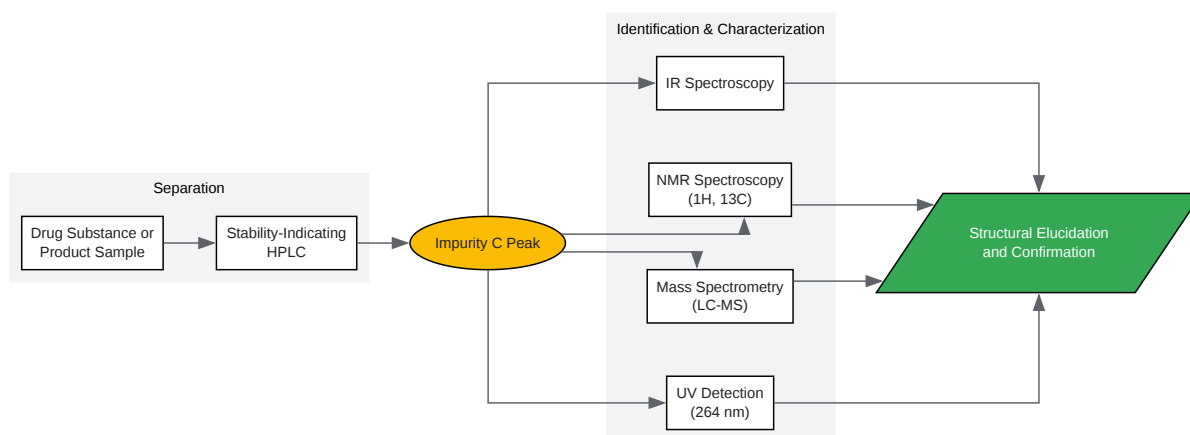 Separation
Drug Substance or
Product Sample
Stability-Indicating
HPLC
Impurity C Peak
Identification & Characterization
IR Spectroscopy
NMR Spectroscopy
(1H, 13C)
Mass Spectrometry
(LC-MS)
UV Detection
(264 nm)
Structural Elucidation
and Confirmation